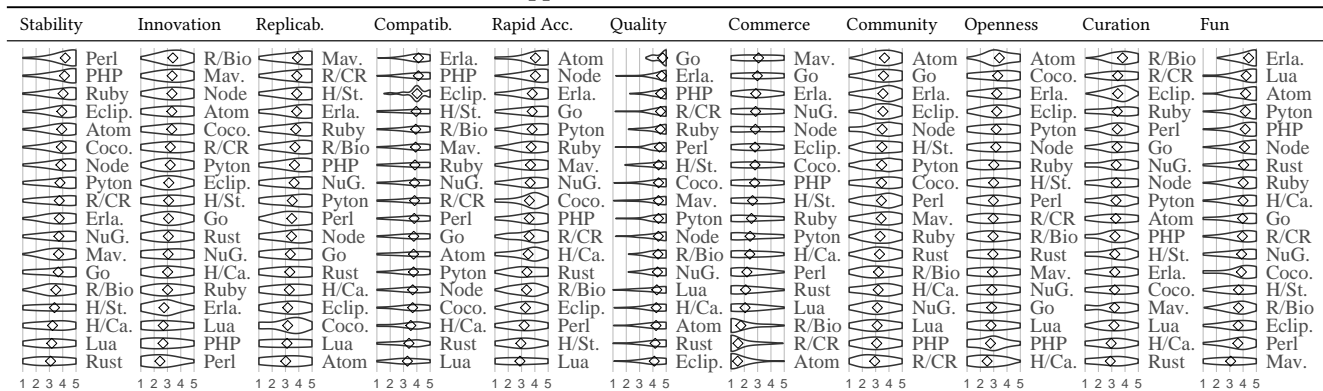 Stability Innovation Replicab. Compatib. Rapid Acc. Quality Commerce Community Openness Curation Fun
Perl R/Bio Mav. Erla. Atom Go Mav. Atom Atom R/Bio Erla.
PHP Mav. R/CR PHP Node Erla. Go Go Coco. R/CR Lua
Ruby Node H/St. Eclip. Erla. PHP Erla. Erla. Erla. Eclip. Atom
Eclip. Atom Erla. H/St. Go R/CR NuG. Eclip. Eclip. Ruby Pyton
Atom Coco. Ruby R/Bio Pyton Ruby Node Node Pyton Perl PHP
Coco. R/CR R/Bio Mav. Ruby Perl Eclip. H/St. Node Go Node
Node Pyton PHP Ruby Mav. H/St. Coco. Pyton Ruby NuG. Rust
Pyton Eclip. NuG. NuG. NuG. Coco. PHP Coco. H/St. Node Ruby
R/CR H/St. Pyton R/CR Coco. Mav. H/St. Perl Perl Pyton H/Ca.
Erla. Go Perl Perl PHP Pyton Ruby Mav. R/CR Atom Go
NuG. Rust Node Go R/CR Node Pyton Ruby R/Bio PHP R/CR
Mav. NuG. Go Atom H/Ca. R/Bio H/Ca. Rust Rust H/St. NuG.
Go H/Ca. Rust Pyton Rust NuG. Perl R/Bio Mav. Erla. Coco.
R/Bio Ruby H/Ca. Node R/Bio Lua Rust H/Ca. NuG. Coco. H/St.
H/St. Erla. Eclip. Coco. Eclip. H/Ca. Lua NuG. Go Mav. R/Bio
H/Ca. Lua Coco. H/Ca. Perl Atom R/Bio Lua Lua Lua Eclip.
Lua PHP Lua Rust H/St. Rust R/CR PHP PHP H/Ca. Perl
Rust Perl Atom Lua Lua Eclip. Atom R/CR H/Ca. Rust Mav.
1 2 3 4 5 1 2 3 4 5 1 2 3 4 5 1 2 3 4 5 1 2 3 4 5 1 2 3 4 5 1 2 3 4 5 1 2 3 4 5 1 2 3 4 5 1 2 3 4 5 1 2 3 4 5